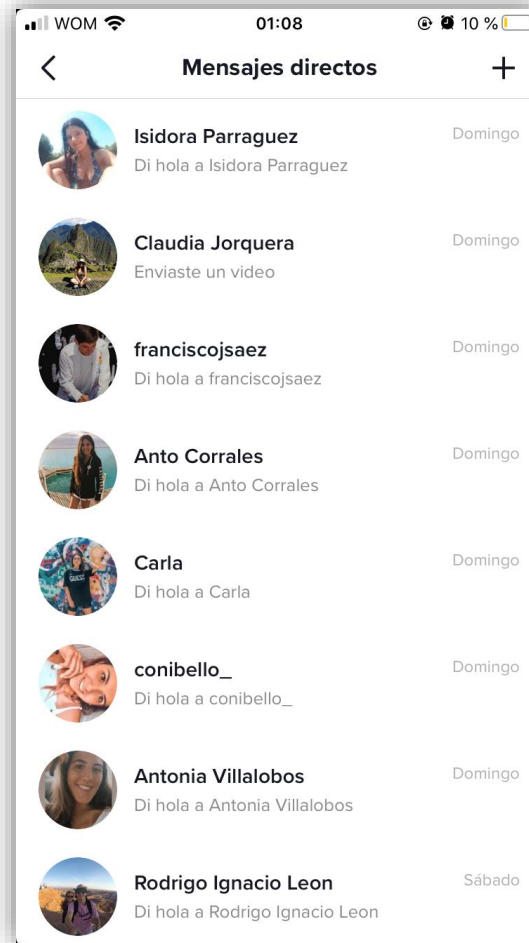 WOM 01:08 10 %
Mensajes directos
Isidora Parraguez Domingo
Di hola a Isidora Parraguez
Claudia Jorquera Domingo
Enviaste un video
franciscojsaez Domingo
Di hola a franciscojsaez
Anto Corrales Domingo
Di hola a Anto Corrales
Carla Domingo
Di hola a Carla
conibello_ Domingo
Di hola a conibello_
Antonia Villalobos Domingo
Di hola a Antonia Villalobos
Rodrigo Ignacio Leon Sábado
Di hola a Rodrigo Ignacio Leon
GUESS